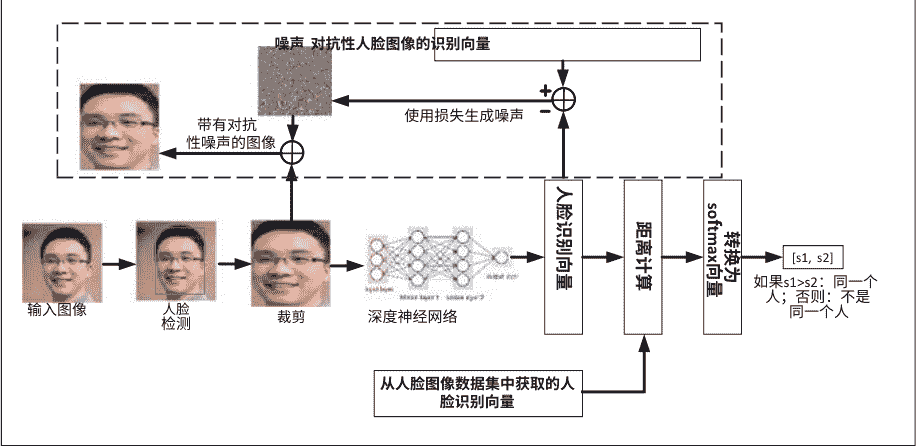 噪声 对抗性人脸图像的识别向量
使用损失生成噪声
带有对抗
性噪声的图像
人脸识别向量
距离计算
转换为
softmax向量
[s1, s2]
如果s1>s2：同一个
人；否则：不是
同一个人
输入图像
人脸
检测
裁剪
深度神经网络
从人脸图像数据集中获取的人
脸识别向量